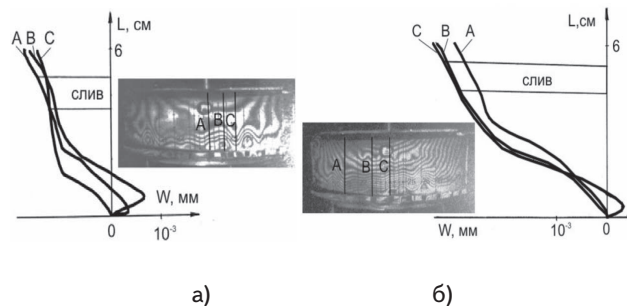 L, см
A B C
6
слив
A B C
W, мм
0 10⁻³
а)
L,см
C B A
6
слив
A B C
W, мм 10⁻³ 0
б)